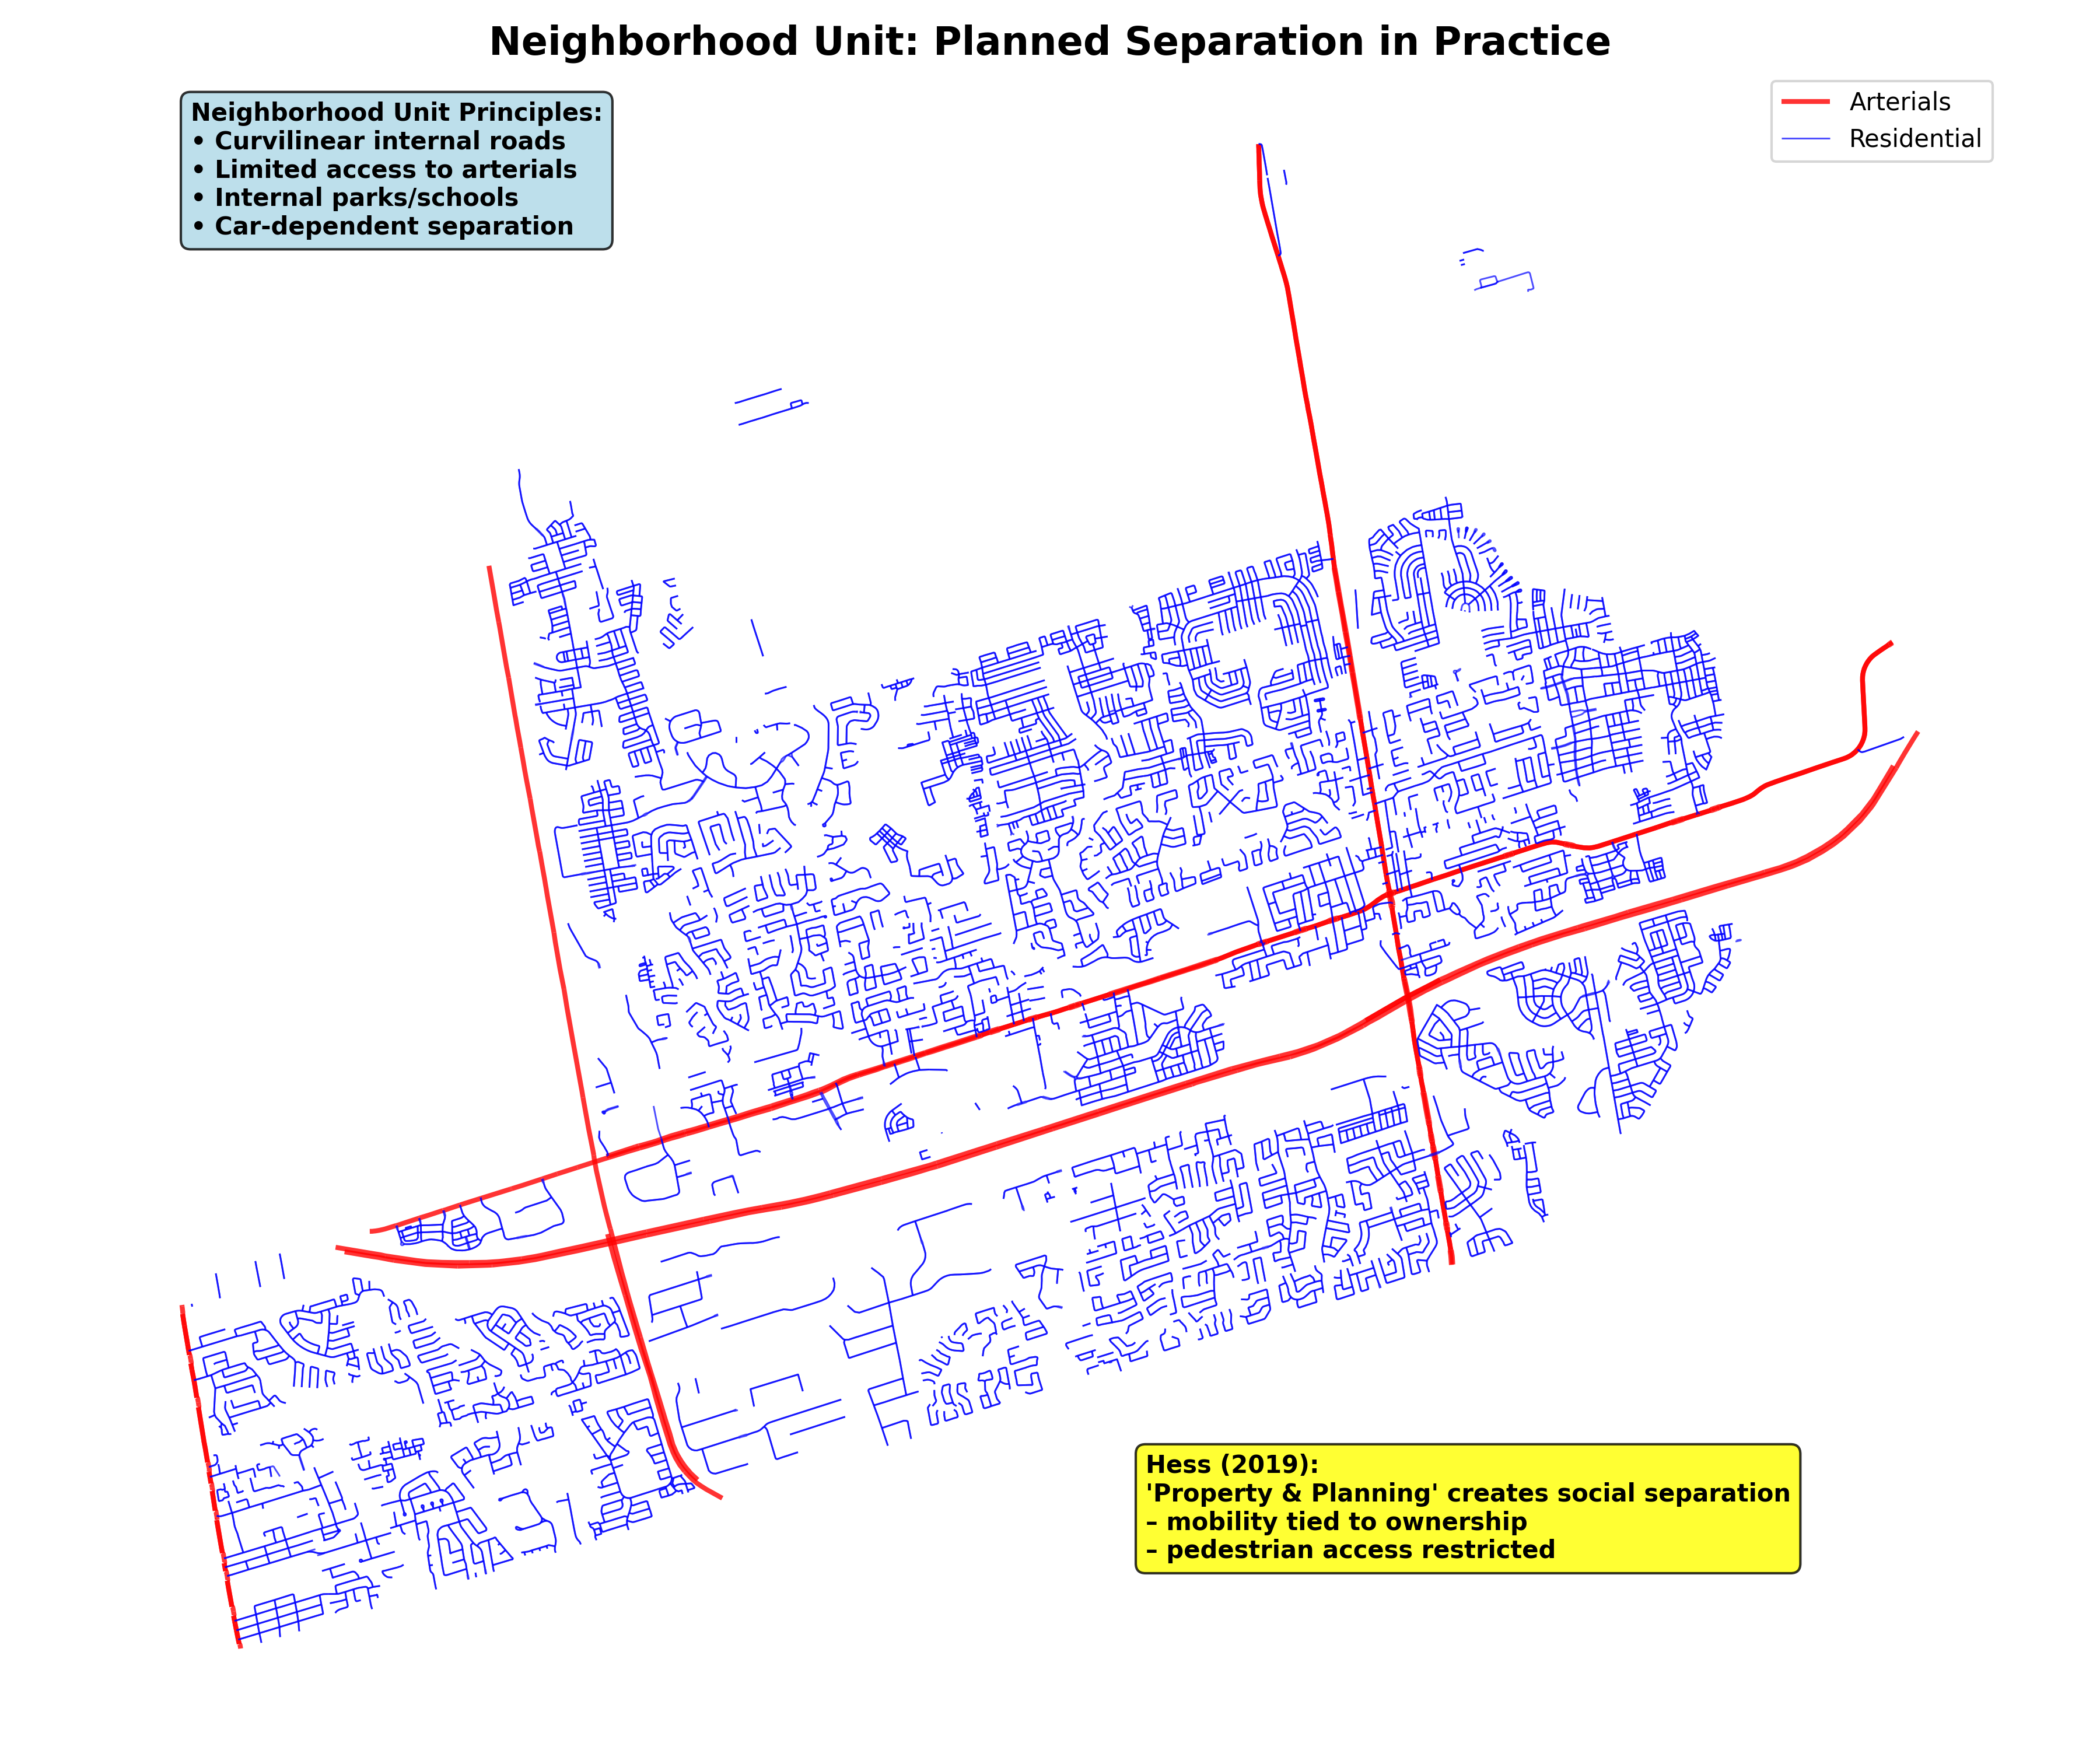 Neighborhood Unit: Planned Separation in Practice
Neighborhood Unit Principles:
• Curvilinear internal roads
• Limited access to arterials
• Internal parks/schools
• Car-dependent separation
Arterials
Residential
Hess (2019):
'Property & Planning' creates social separation
– mobility tied to ownership
– pedestrian access restricted